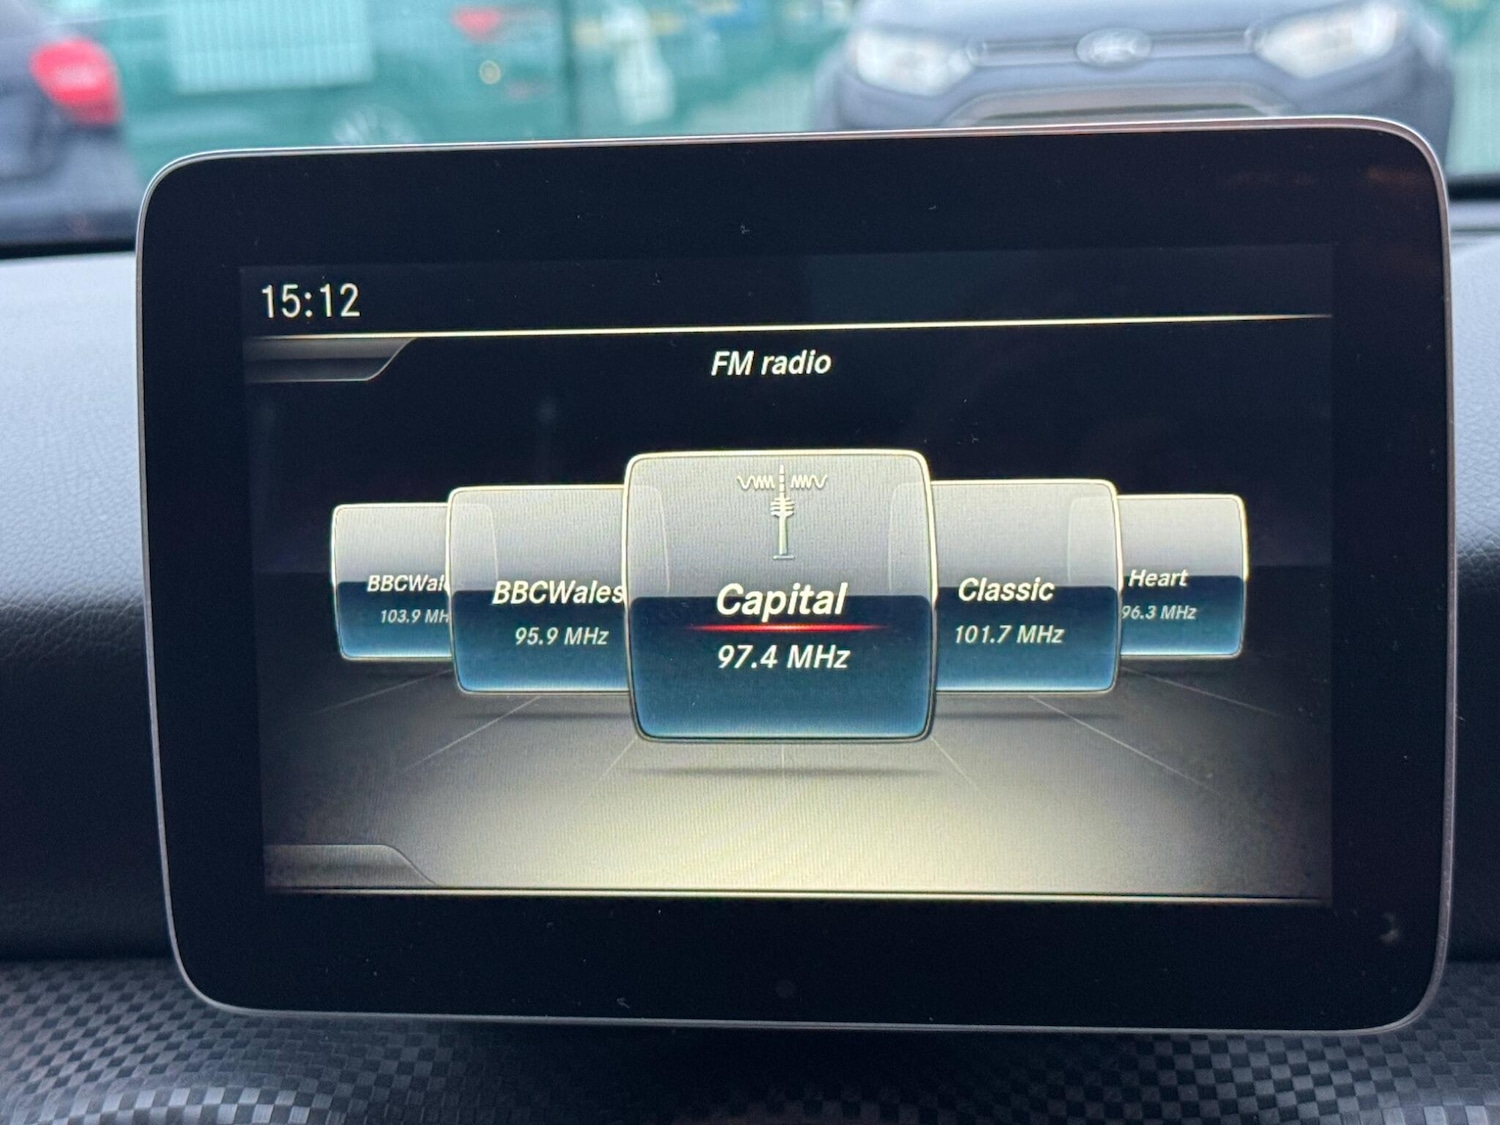 15:12
FM radio
BBCWal
103.9 MH
BBCWales
95.9 MHz
Capital
97.4 MHz
Classic
101.7 MHz
Heart
96.3 MHz